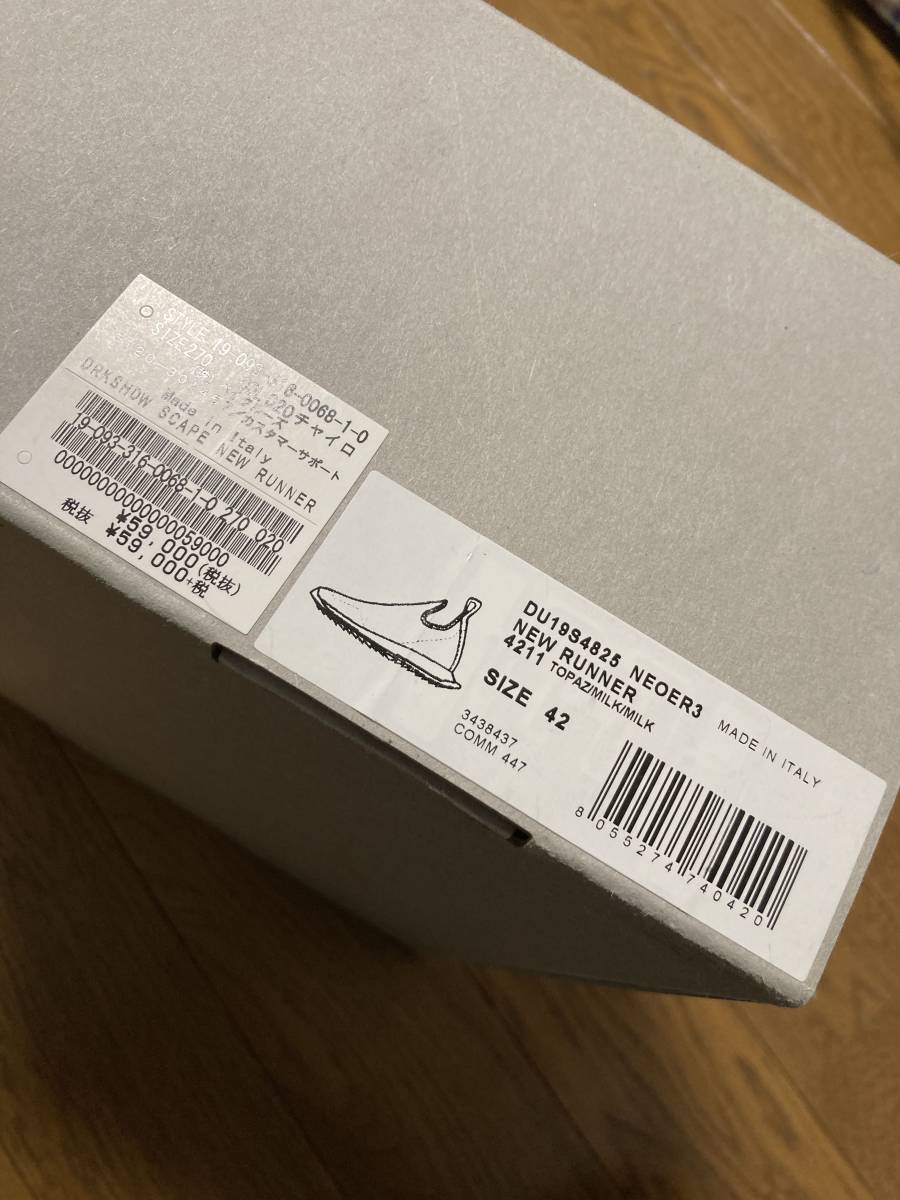 STYLE 19-093-316-0068-1-0
SIZE270 020チャイロ
カスタマーサポート
Made in Italy
DRKSHDW SCAPE NEW RUNNER
19-093-316-0068-1-0 270 020
0000000000000059000
税抜 *59,000(税抜)
¥59,000+税
DU19S4825 NEOER3
NEW RUNNER
4211 TOPAZ/MILK/MILK
MADE IN ITALY
SIZE 42
3438437
COMM 447
8 055274 740420